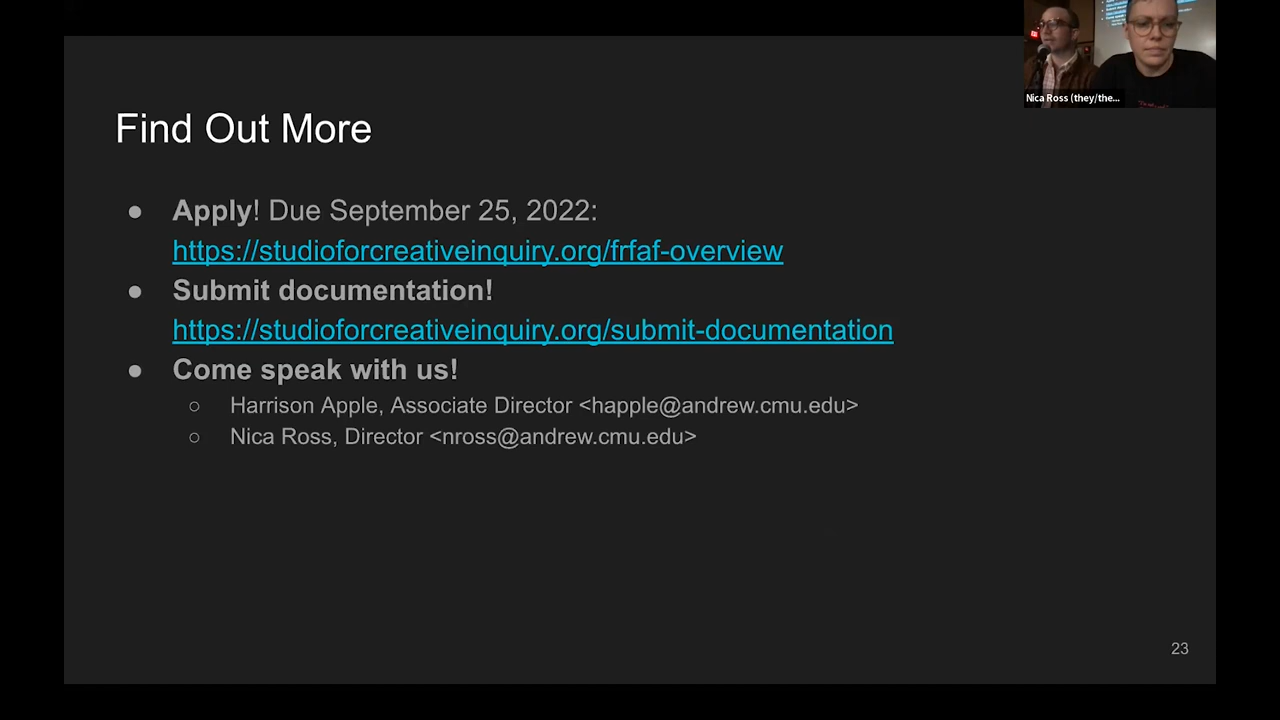 Nica Ross (they/the...
Find Out More
● Apply! Due September 25, 2022:
https://studioforcreativeinquiry.org/frfaf-overview
● Submit documentation!
https://studioforcreativeinquiry.org/submit-documentation
● Come speak with us!
○ Harrison Apple, Associate Director <happle@andrew.cmu.edu>
○ Nica Ross, Director <nross@andrew.cmu.edu>
23